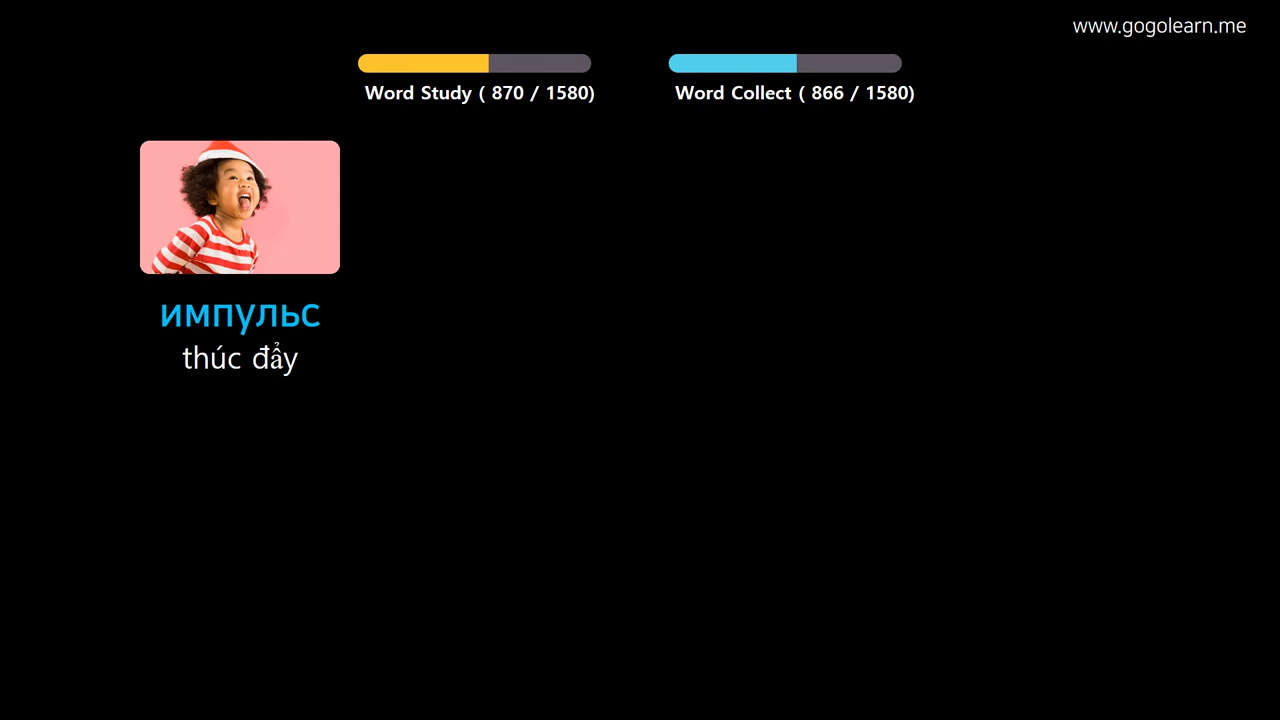 www.gogolearn.me
Word Study ( 870 / 1580)
Word Collect ( 866 / 1580)
импульс
thúc đẩy